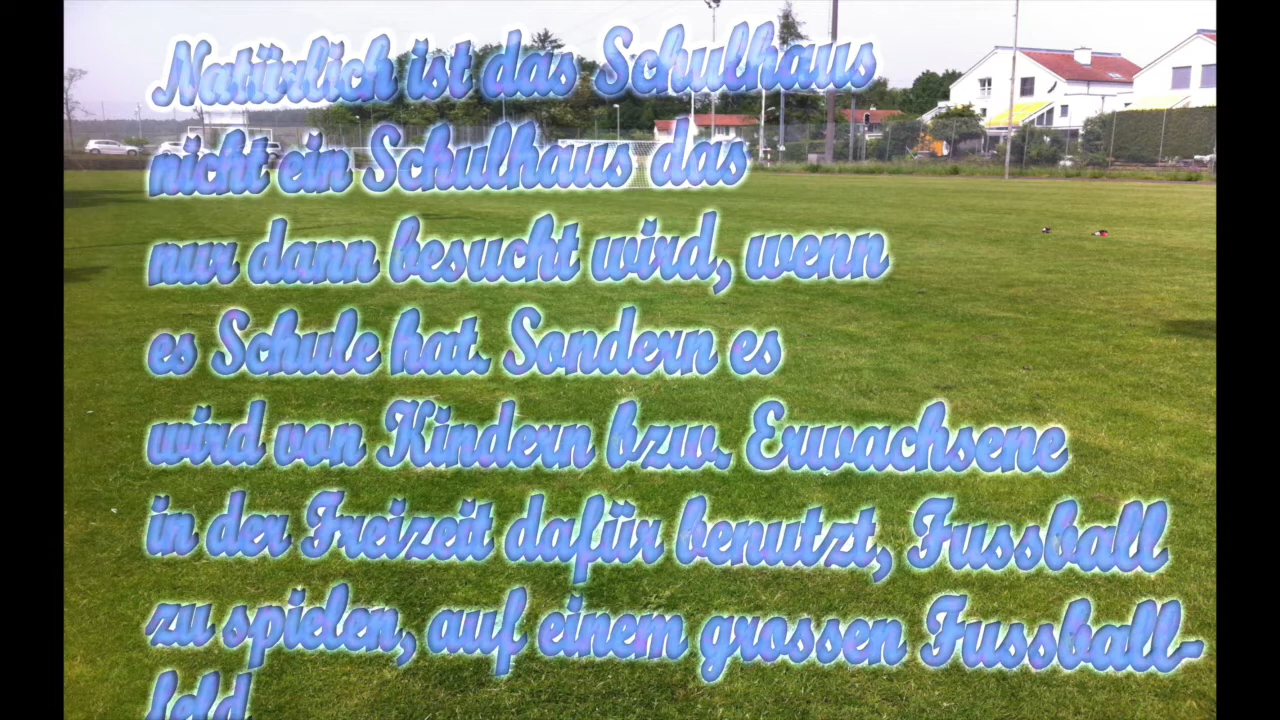 Natürlich ist das Schulhaus
nicht ein Schulhaus das
nur dann besucht wird, wenn
es Schule hat. Sondern es
wird von Kindern bzw. Erwachsene
in der Freizeit dafür benutzt, Fussball
zu spielen, auf einem grossen Fussball-
feld